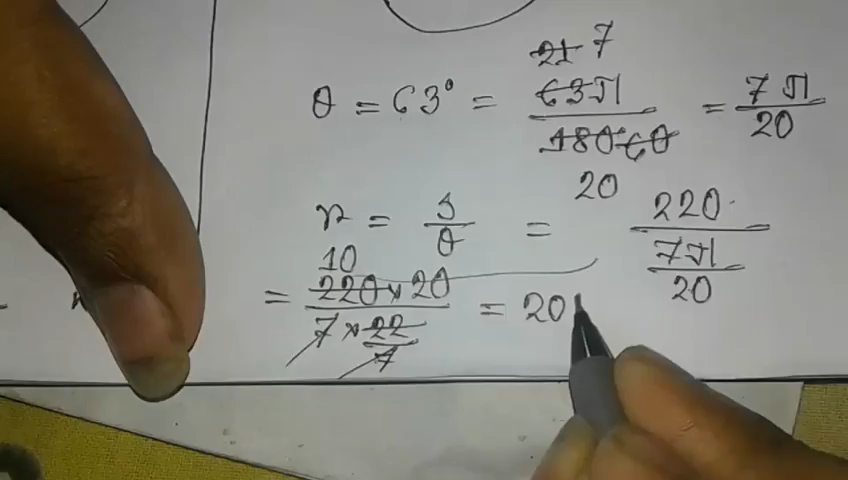 21 7
θ = 63° = 63π / 180 60 = 7π / 20
20
r = s / θ = 220 / 7π / 20
10
= 220 × 20 / 7 × 22 / 7 = 20